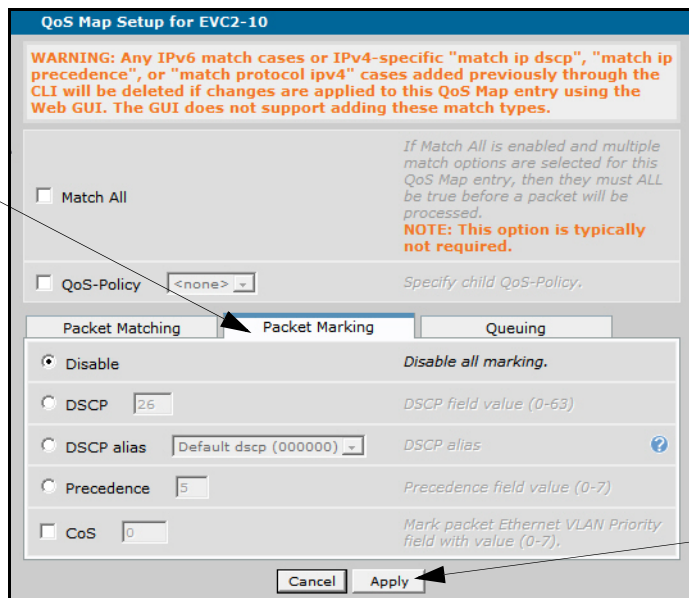 QoS Map Setup for EVC2-10
WARNING: Any IPv6 match cases or IPv4-specific "match ip dscp", "match ip
precedence", or "match protocol ipv4" cases added previously through the
CLI will be deleted if changes are applied to this QoS Map entry using the
Web GUI. The GUI does not support adding these match types.
Match All
If Match All is enabled and multiple
match options are selected for this
QoS Map entry, then they must ALL
be true before a packet will be
processed.
NOTE: This option is typically
not required.
QoS-Policy <none> Specify child QoS-Policy.
Packet Matching Packet Marking Queuing
Disable Disable all marking.
DSCP 26 DSCP field value (0-63)
DSCP alias Default dscp (000000) DSCP alias ?
Precedence 5 Precedence field value (0-7)
CoS 0 Mark packet Ethernet VLAN Priority
field with value (0-7).
Cancel Apply